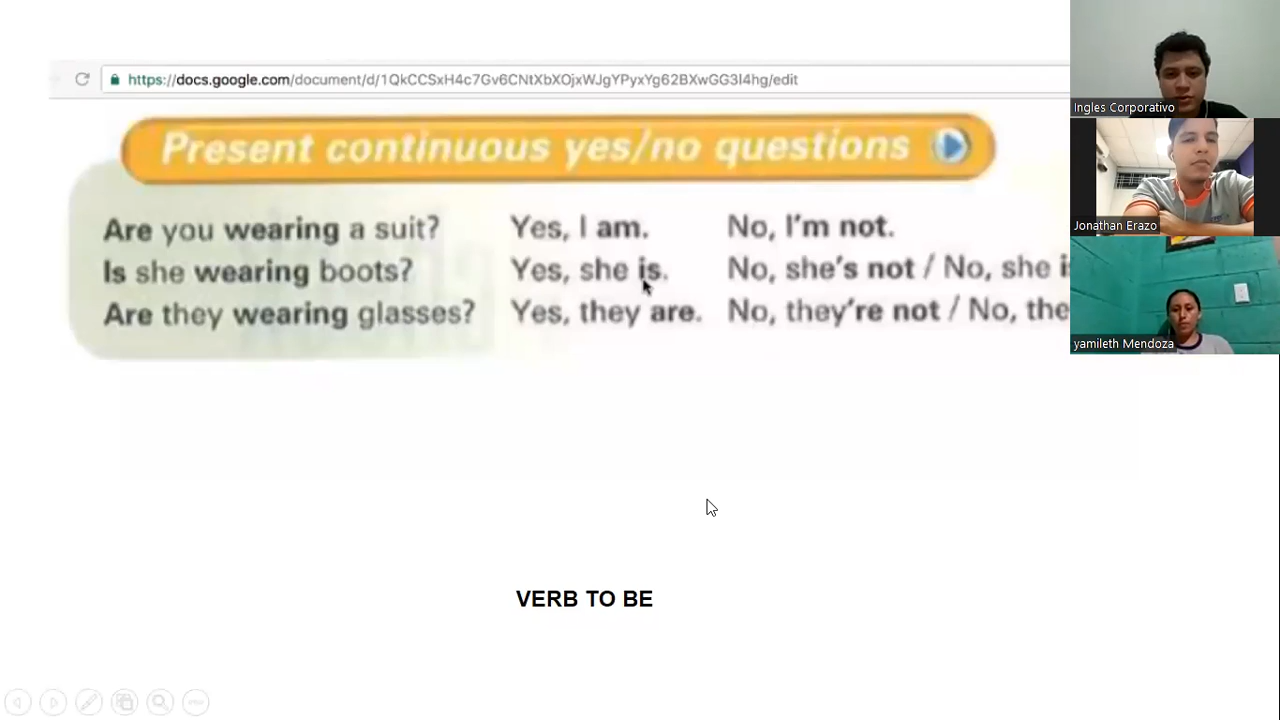 https://docs.google.com/document/d/1QkCCSxH4c7Gv6CNtXbXOjxWJgYPyxYg62BXwGG3I4hg/edit
Present continuous yes/no questions
Are you wearing a suit? Yes, I am. No, I'm not.
Is she wearing boots? Yes, she is. No, she's not / No, she
Are they wearing glasses? Yes, they are. No, they're not / No,
VERB TO BE
Ingles Corporativo
Jonathan Erazo
yamileth Mendoza